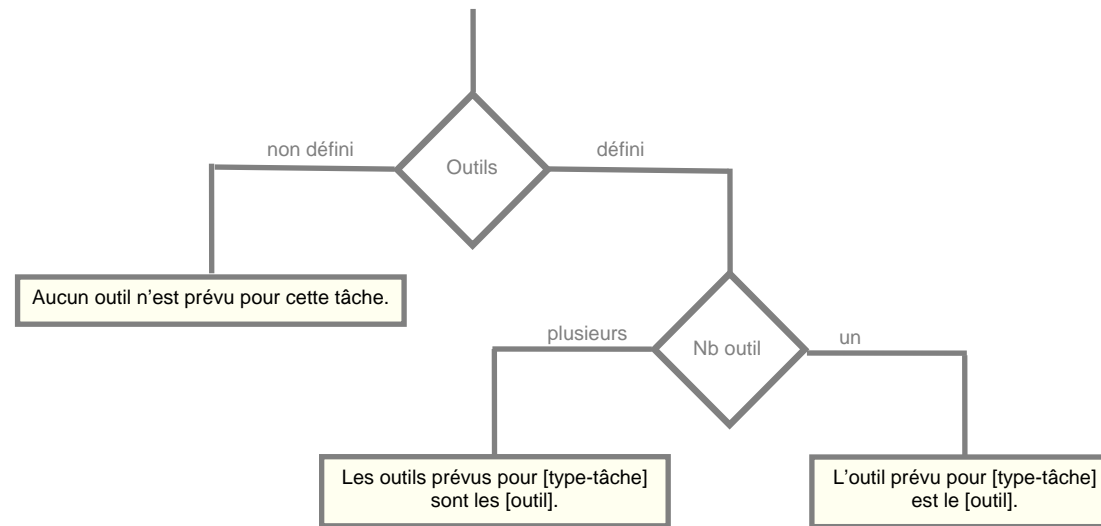 non défini
Outils
défini
Aucun outil n’est prévu pour cette tâche.
plusieurs
Nb outil
un
Les outils prévus pour [type-tâche]
sont les [outil].
L’outil prévu pour [type-tâche]
est le [outil].